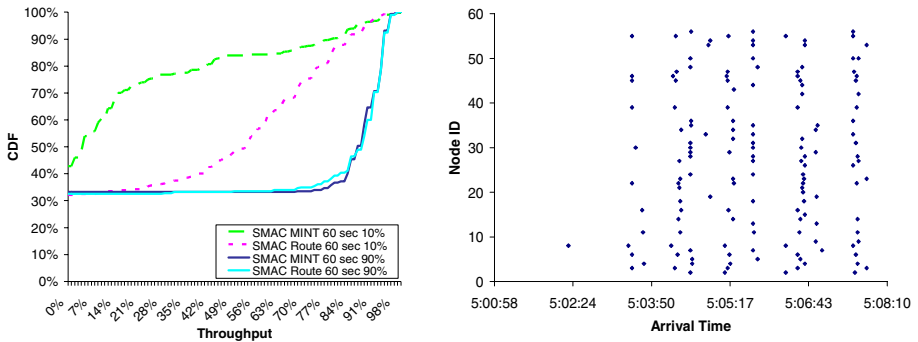 100%
90%
80%
70%
60%
50%
40%
30%
20%
10%
0%
CDF
SMAC MINT 60 sec 10%
SMAC Route 60 sec 10%
SMAC MINT 60 sec 90%
SMAC Route 60 sec 90%
0% 7% 14% 21% 28% 35% 42% 49% 56% 63% 70% 77% 84% 91% 98%
Throughput
60
50
40
30
20
10
0
Node ID
5:00:58 5:02:24 5:03:50 5:05:17 5:06:43 5:08:10
Arrival Time